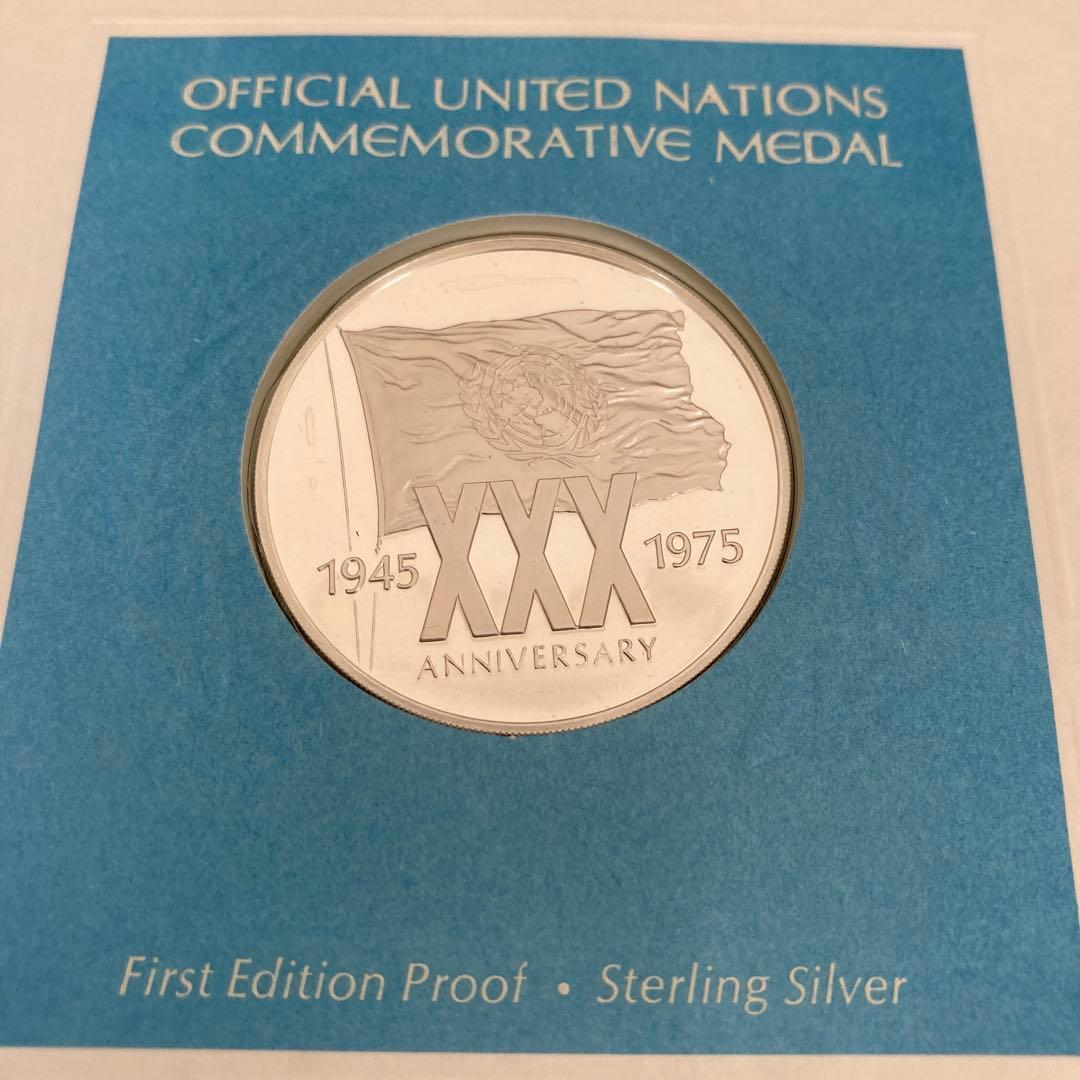 OFFICIAL UNITED NATIONS
COMMEMORATIVE MEDAL
1945 XXX 1975
ANNIVERSARY
First Edition Proof • Sterling Silver